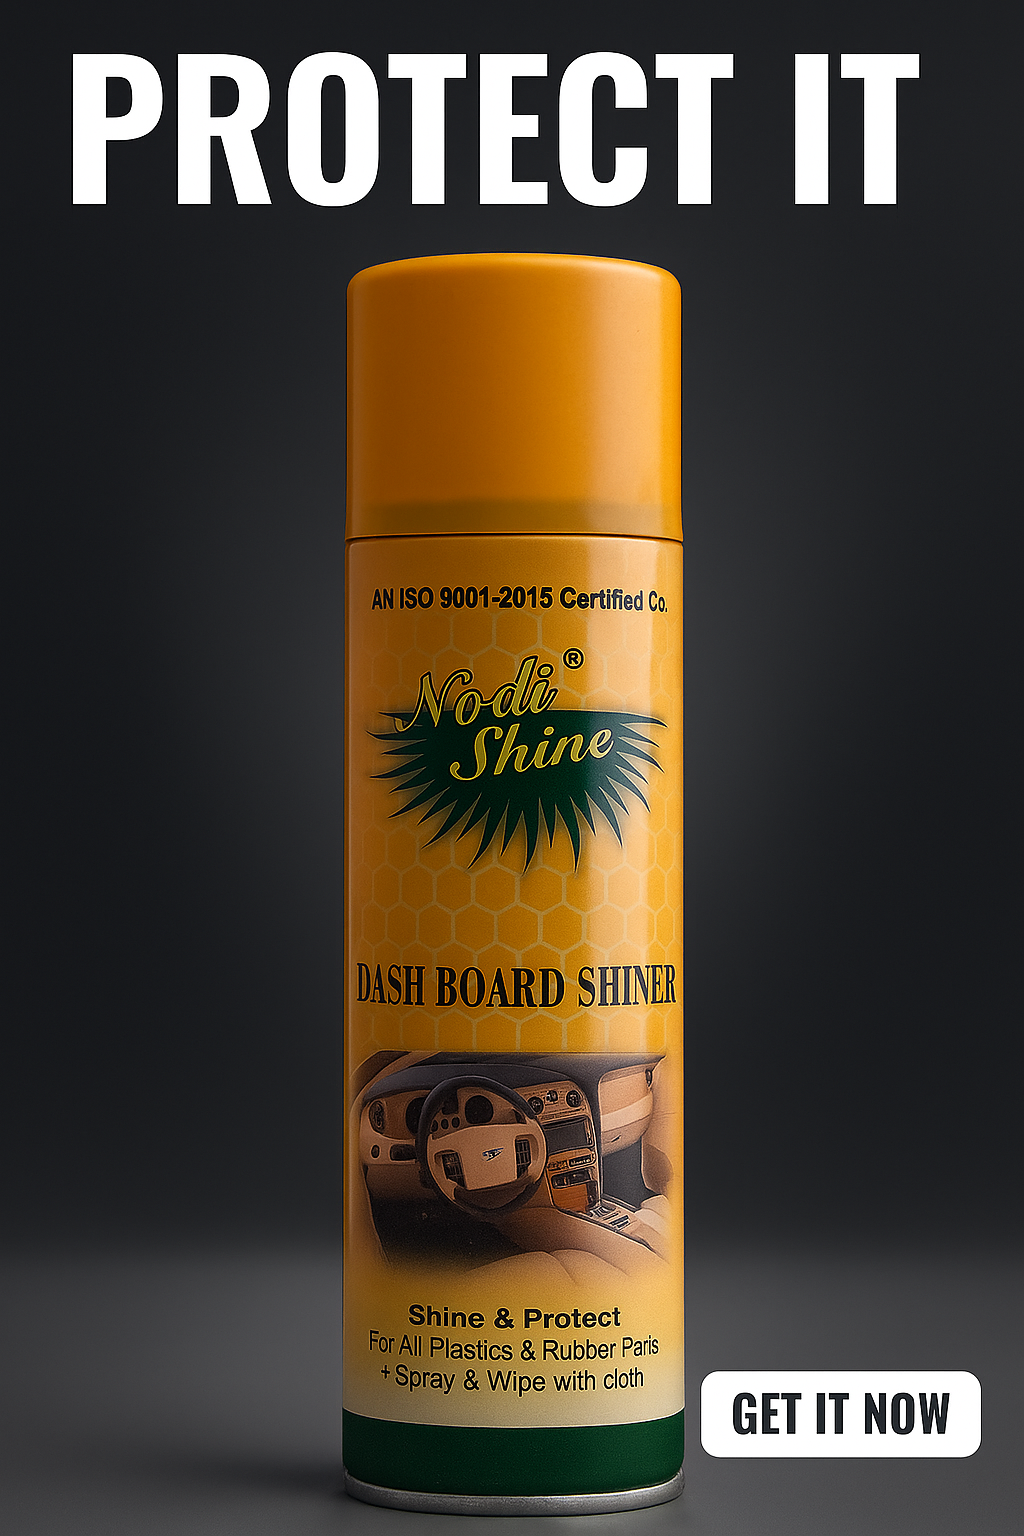 PROTECT IT
AN ISO 9001-2015 Certified Co.
Nodi ®
Shine
DASH BOARD SHINER
Shine & Protect
For All Plastics & Rubber Paris
+ Spray & Wipe with cloth
GET IT NOW